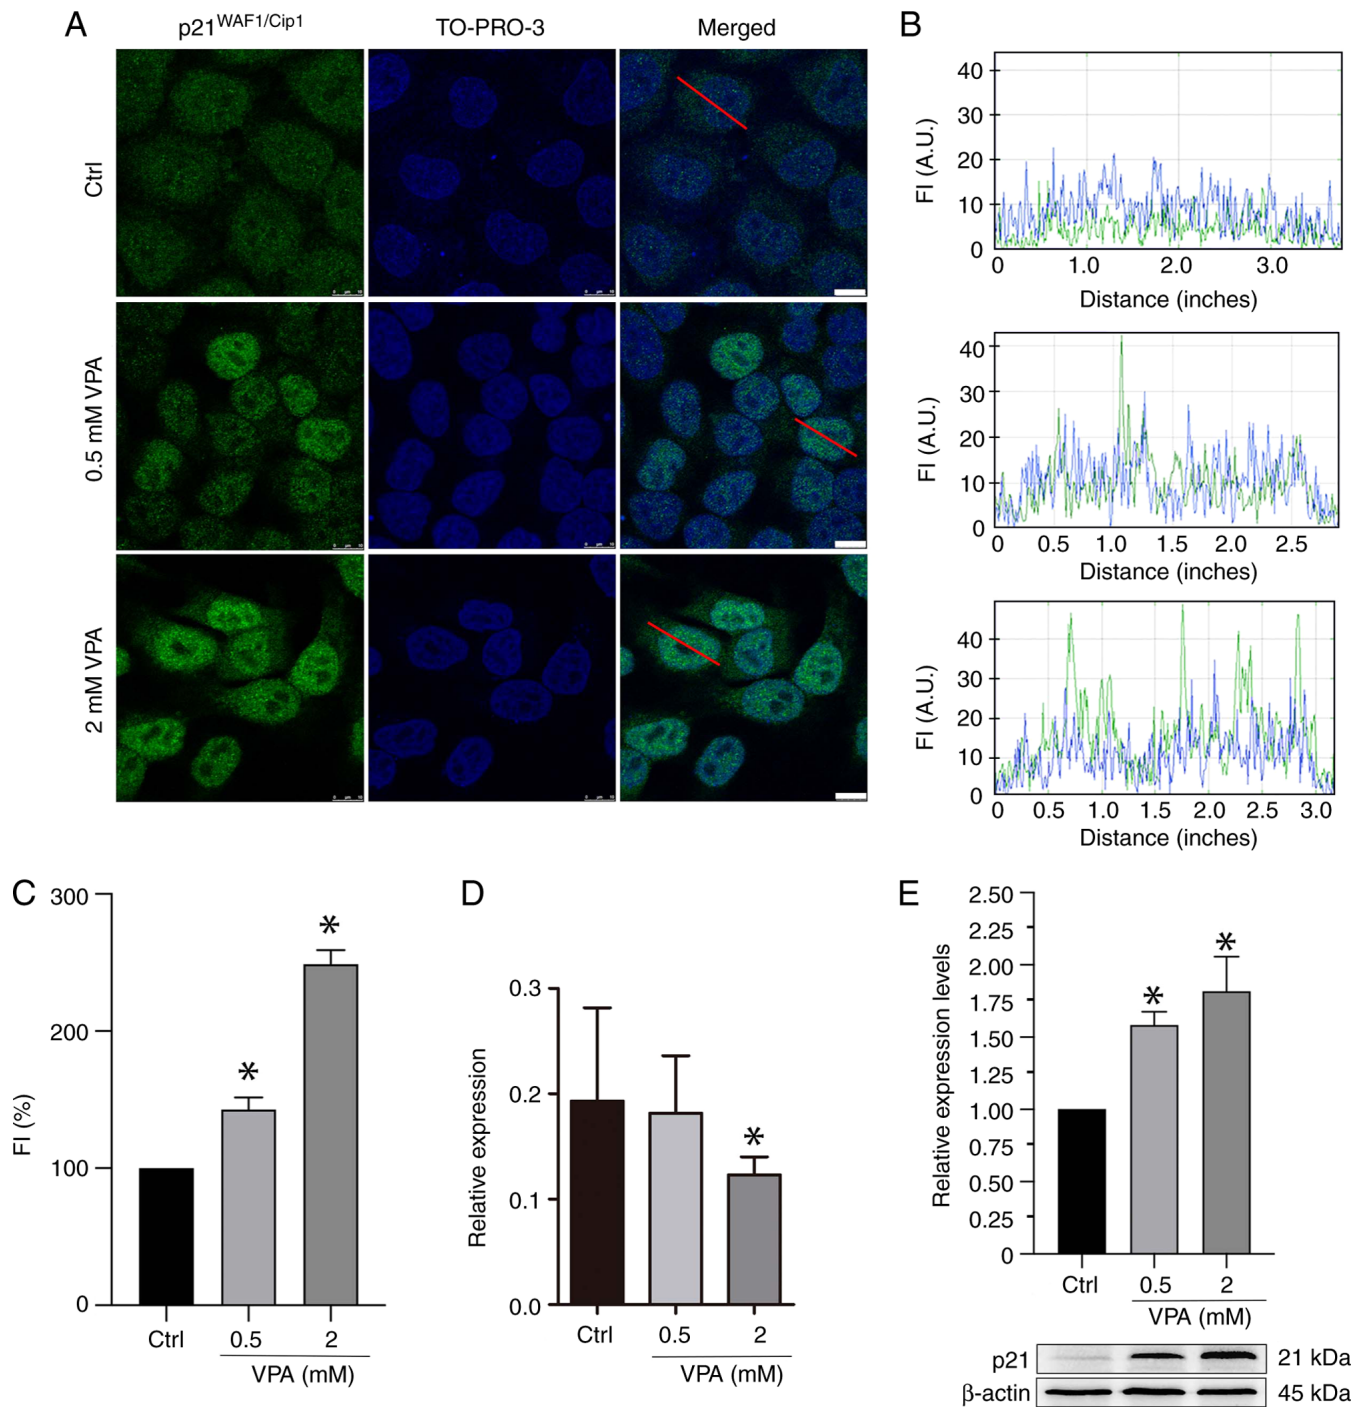 A
p21WAF1/Cip1
TO-PRO-3
Merged
Ctrl
0.5 mM VPA
2 mM VPA
B
FI (A.U.)
40
30
20
10
0
0 1.0 2.0 3.0
Distance (inches)
FI (A.U.)
40
30
20
10
0
0 0.5 1.0 1.5 2.0 2.5
Distance (inches)
FI (A.U.)
40
30
20
10
0
0 0.5 1.0 1.5 2.0 2.5 3.0
Distance (inches)
C
FI (%)
300
200
100
0
*
*
Ctrl 0.5 2
VPA (mM)
D
Relative expression
0.3
0.2
0.1
0.0
*
Ctrl 0.5 2
VPA (mM)
E
Relative expression levels
2.50
2.25
2.00
1.75
1.50
1.25
1.00
0.75
0.50
0.25
0
*
*
Ctrl 0.5 2
VPA (mM)
p21 21 kDa
β-actin 45 kDa